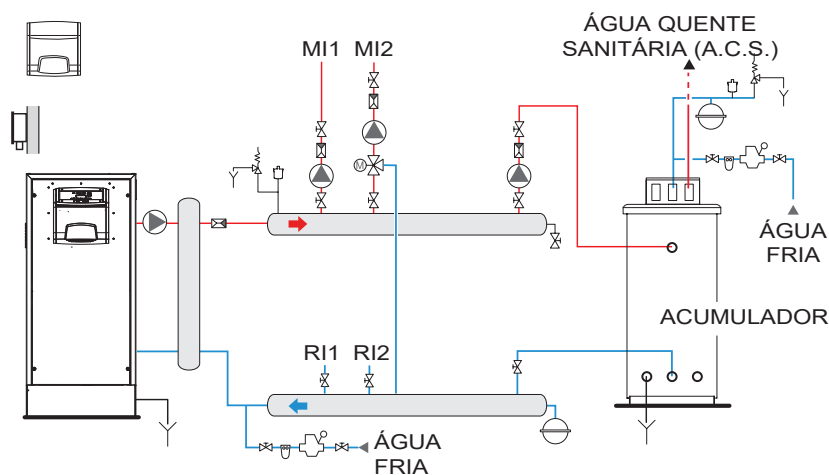 MI1 MI2
ÁGUA QUENTE
SANITÁRIA (A.C.S.)
M
ÁGUA
FRIA
ACUMULADOR
RI1 RI2
ÁGUA
FRIA